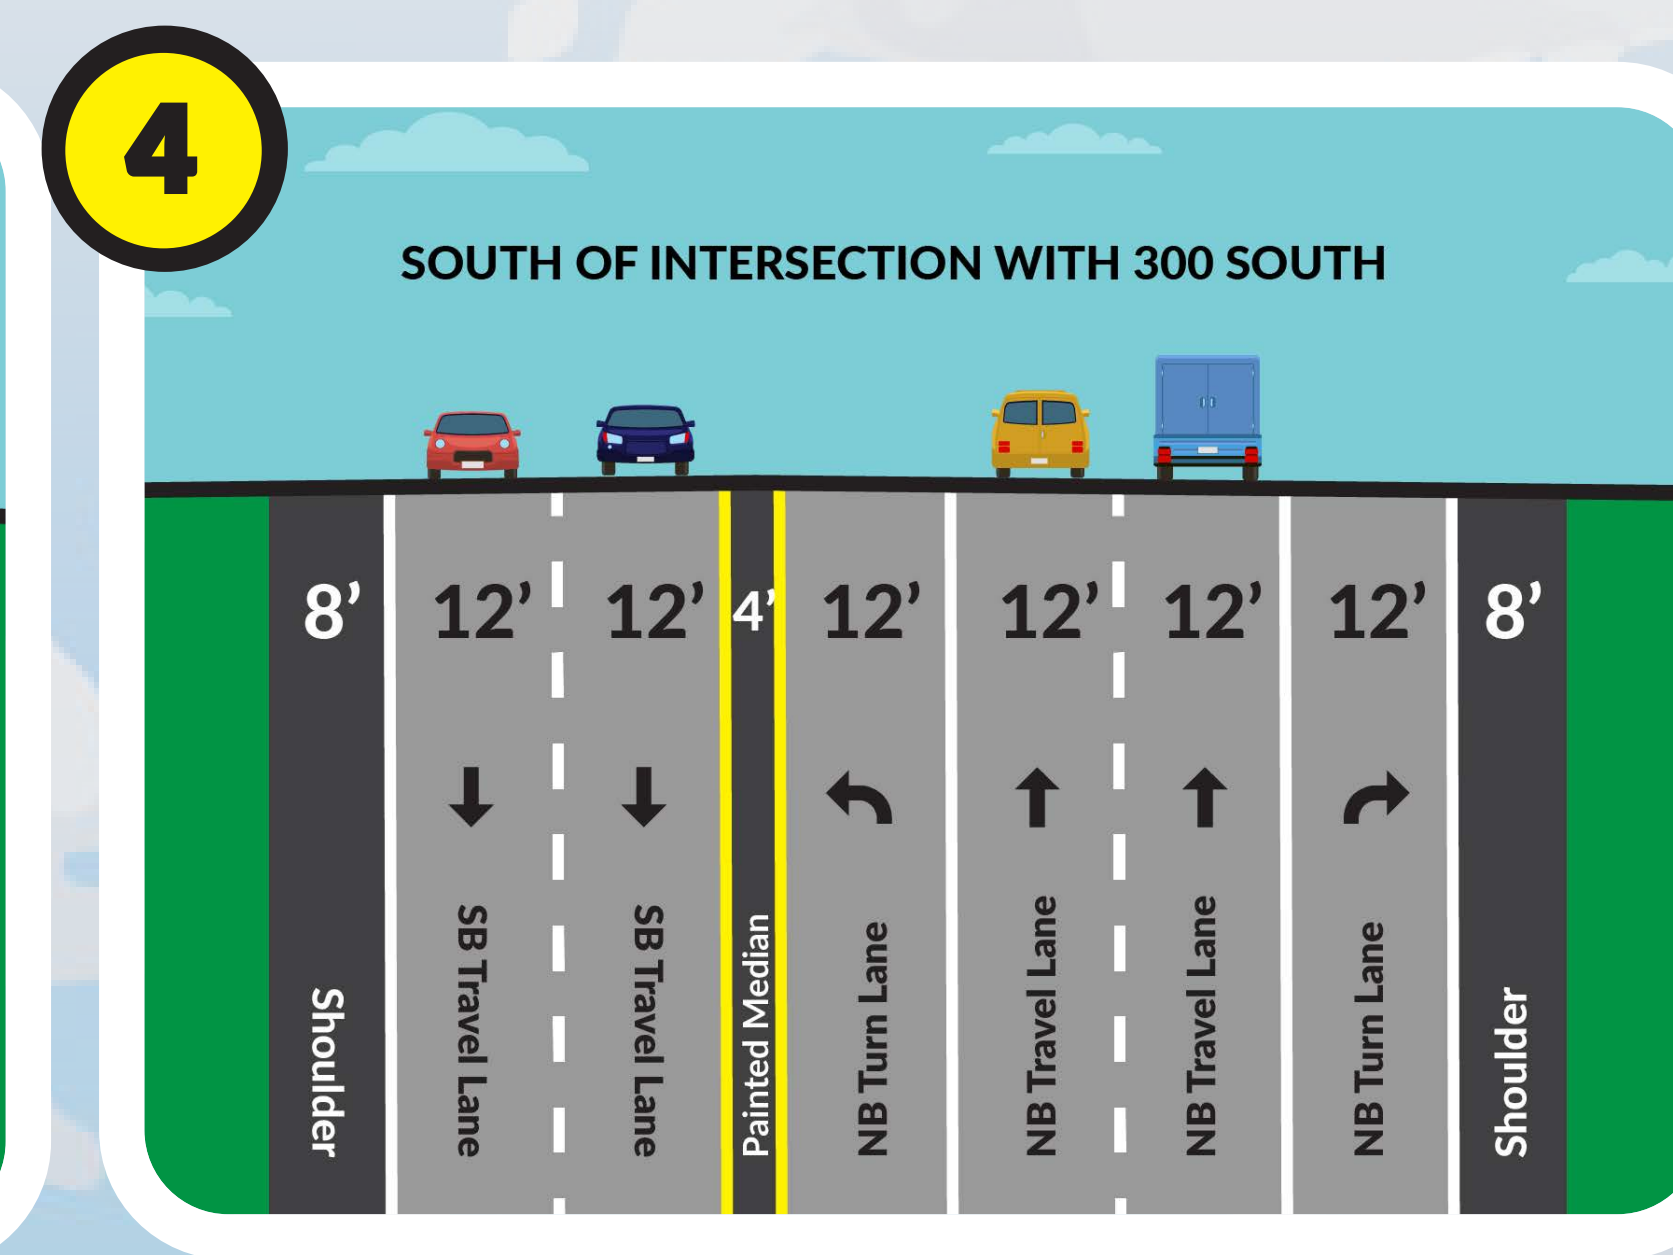 4
SOUTH OF INTERSECTION WITH 300 SOUTH
8’ 12’ 12’ 4’ 12’ 12’ 12’ 12’ 8’
Shoulder
SB Travel Lane
SB Travel Lane
Painted Median
NB Turn Lane
NB Travel Lane
NB Travel Lane
NB Turn Lane
Shoulder